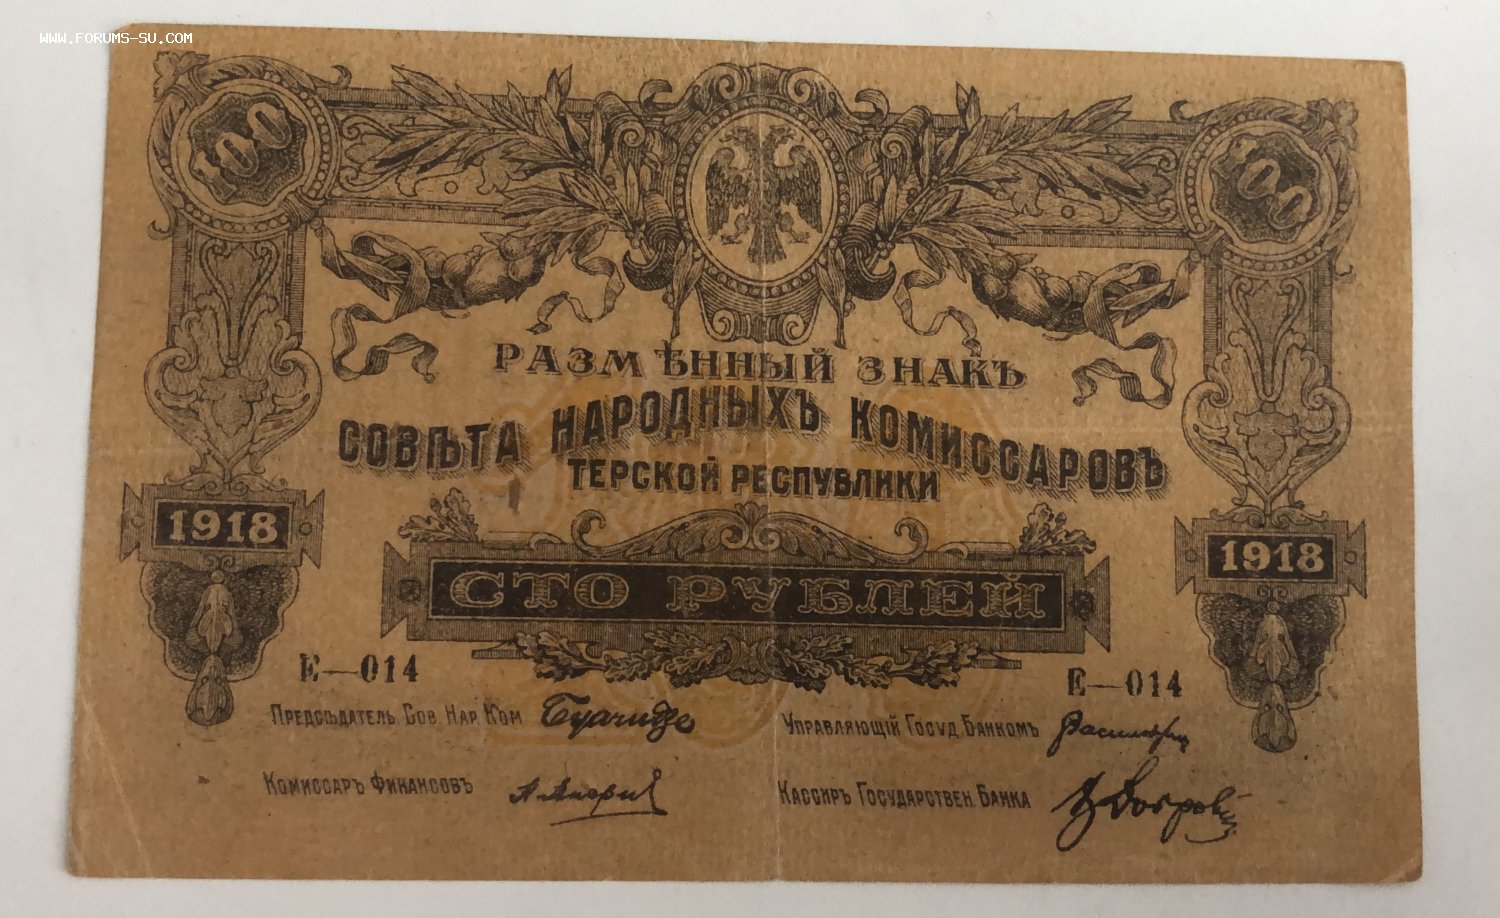 WWW.FORUMS-SU.COM
100
100
РАЗМѢННЫЙ ЗНАКЪ
СОВѢТА НАРОДНЫХЪ КОМИССАРОВЪ
ТЕРСКОЙ РЕСПУБЛИКИ
1918
1918
СТО РУБЛЕЙ
Е—014
Е—014
ПРЕДСѢДАТЕЛЬ СОВ. НАР. КОМ Буачидзе
УПРАВЛЯЮЩІЙ ГОСУД. БАНКОМЪ
КОМИССАРЪ ФИНАНСОВЪ
КАССИРЪ ГОСУДАРСТВЕН. БАНКА